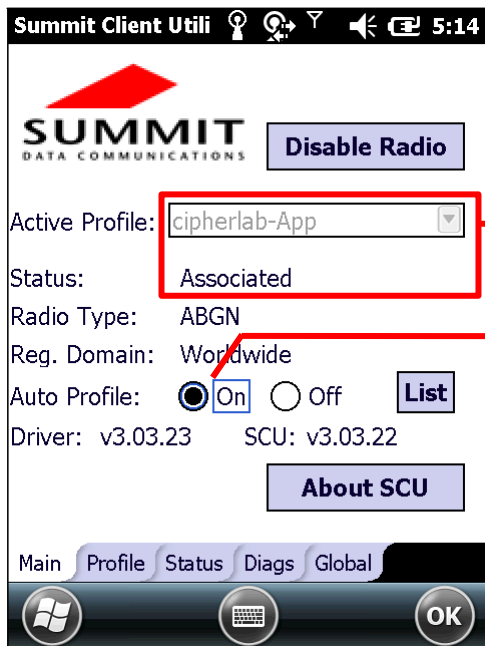 Summit Client Utili 5:14
SUMMIT
DATA COMMUNICATIONS
Disable Radio
Active Profile: cipherlab-App
Status: Associated
Radio Type: ABGN
Reg. Domain: Worldwide
Auto Profile: On Off List
Driver: v3.03.23 SCU: v3.03.22
About SCU
Main Profile Status Diags Global
OK